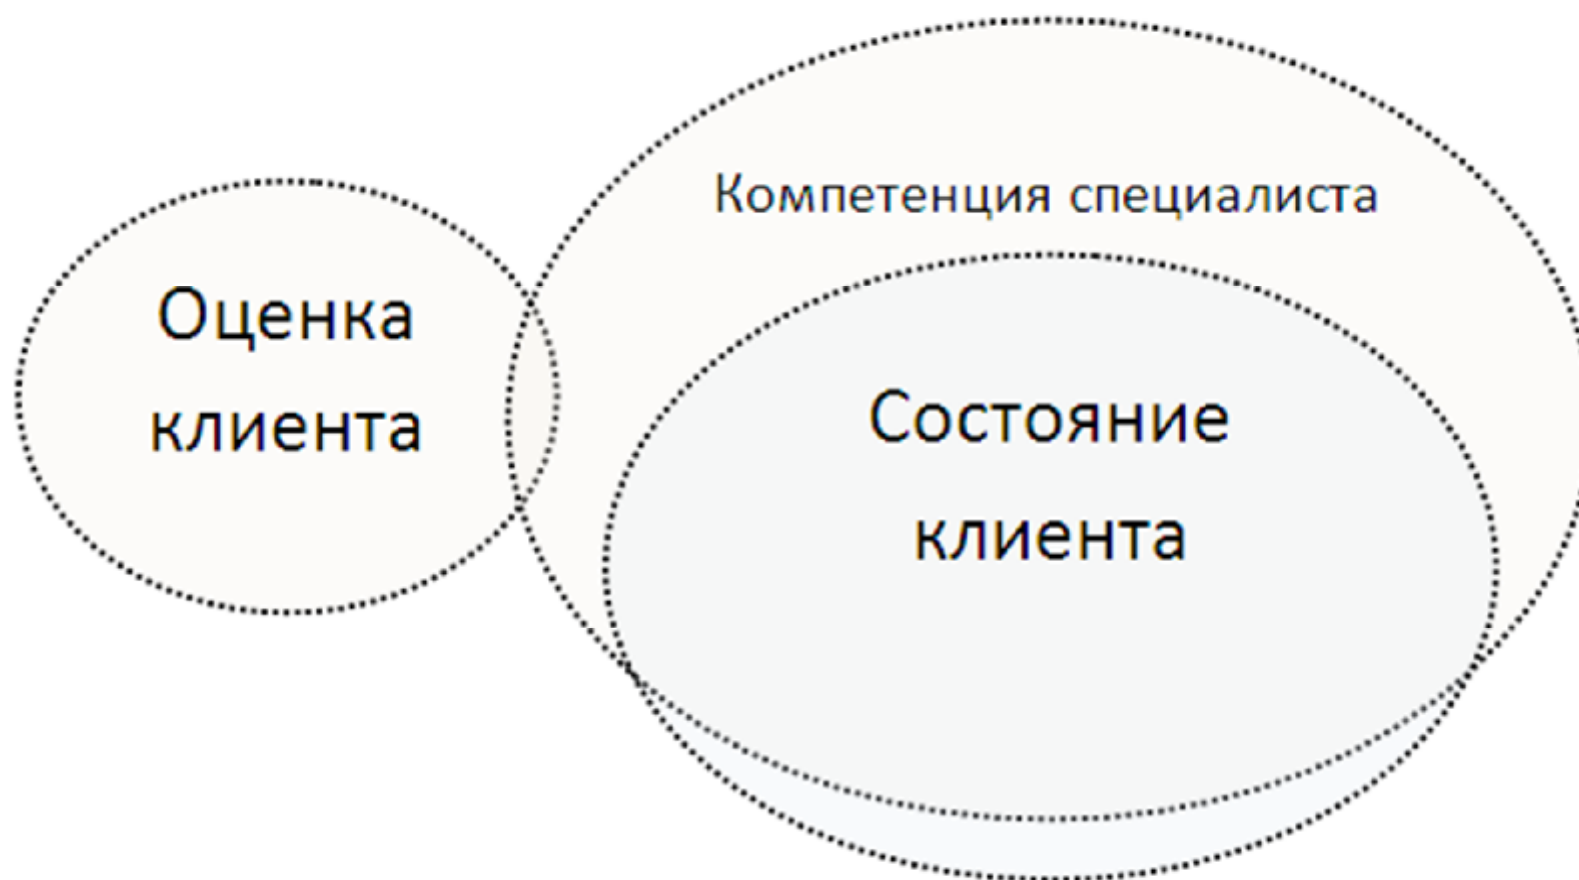 Компетенция специалиста
Оценка
клиента
Состояние
клиента